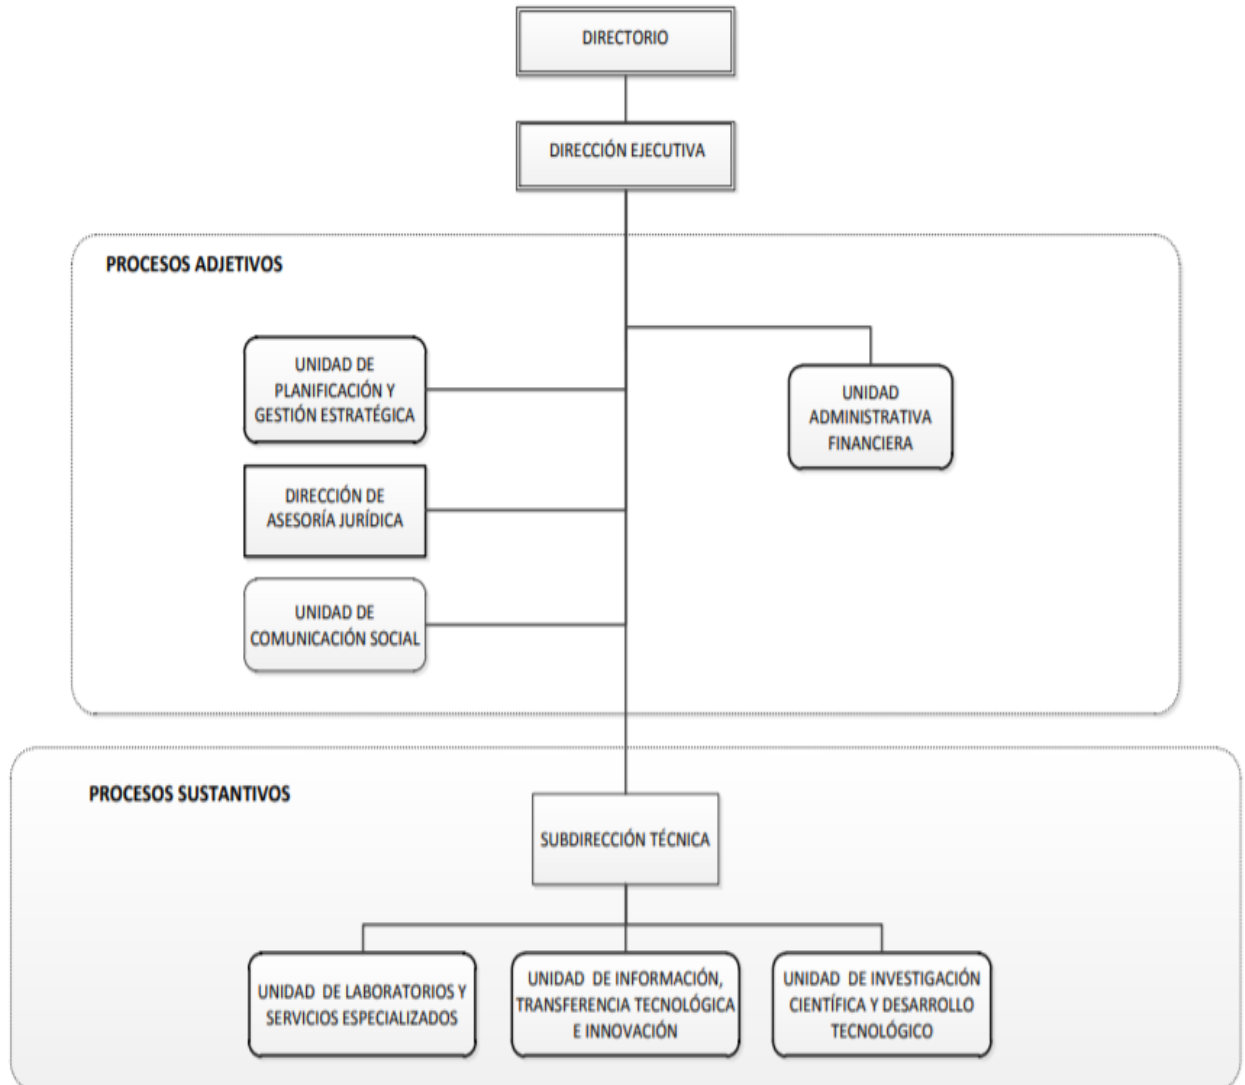 DIRECTORIO
DIRECCIÓN EJECUTIVA
PROCESOS ADJETIVOS
UNIDAD DE
PLANIFICACIÓN Y
GESTIÓN ESTRATÉGICA
UNIDAD
ADMINISTRATIVA
FINANCIERA
DIRECCIÓN DE
ASESORÍA JURÍDICA
UNIDAD DE
COMUNICACIÓN SOCIAL
PROCESOS SUSTANTIVOS
SUBDIRECCIÓN TÉCNICA
UNIDAD DE LABORATORIOS Y
SERVICIOS ESPECIALIZADOS
UNIDAD DE INFORMACIÓN,
TRANSFERENCIA TECNOLÓGICA
E INNOVACIÓN
UNIDAD DE INVESTIGACIÓN
CIENTÍFICA Y DESARROLLO
TECNOLÓGICO